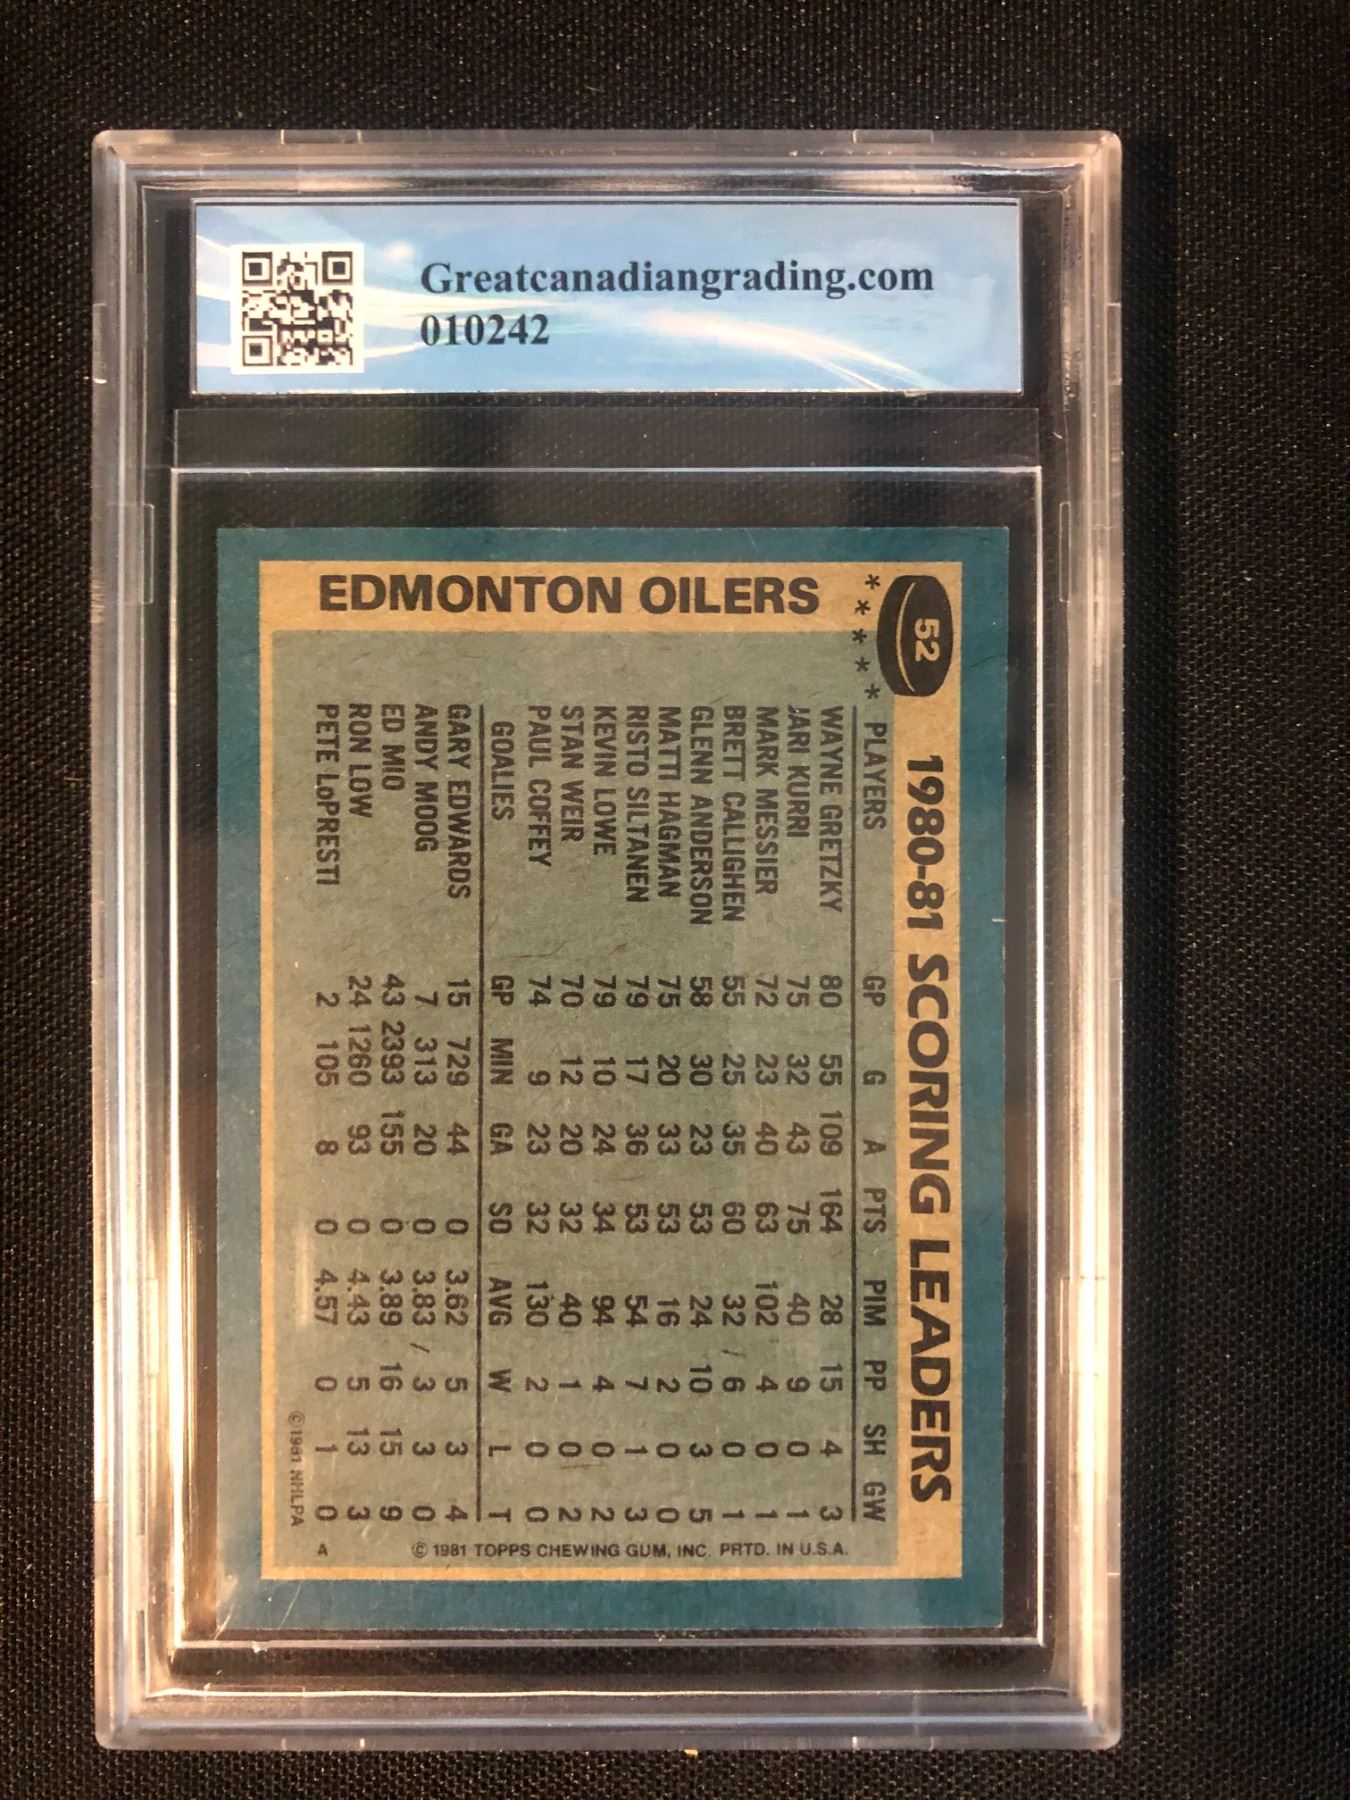 Greatcanadiangrading.com
010242
EDMONTON OILERS
52
1980-81 SCORING LEADERS
PLAYERS GP G A PTS PIM PP SH GW
WAYNE GRETZKY 80 55 109 164 28 15 4 3
JARI KURRI 75 32 43 75 40 9 0 1
MARK MESSIER 72 23 40 63 102 4 0 1
BRETT CALLIGHEN 55 25 35 60 32 / 6 0 1
GLENN ANDERSON 58 30 23 53 24 10 3 5
MATTI HAGMAN 75 20 33 53 16 2 0 0
RISTO SILTANEN 79 17 36 53 54 7 1 3
KEVIN LOWE 79 10 24 34 94 4 0 2
STAN WEIR 70 12 20 32 40 1 0 2
PAUL COFFEY 74 9 23 32 130 2 0 0
GOALIES GP MIN GA SO AVG W L T
GARY EDWARDS 15 729 44 0 3.62 5 3 4
ANDY MOOG 7 313 20 0 3.83 / 3 3 0
ED MIO 43 2393 155 0 3.89 16 15 9
RON LOW 24 1260 93 0 4.43 5 13 3
PETE LoPRESTI 2 105 8 0 4.57 0 1 0
©1981 NHLPA
© 1981 TOPPS CHEWING GUM, INC. PRTD. IN U.S.A.
A